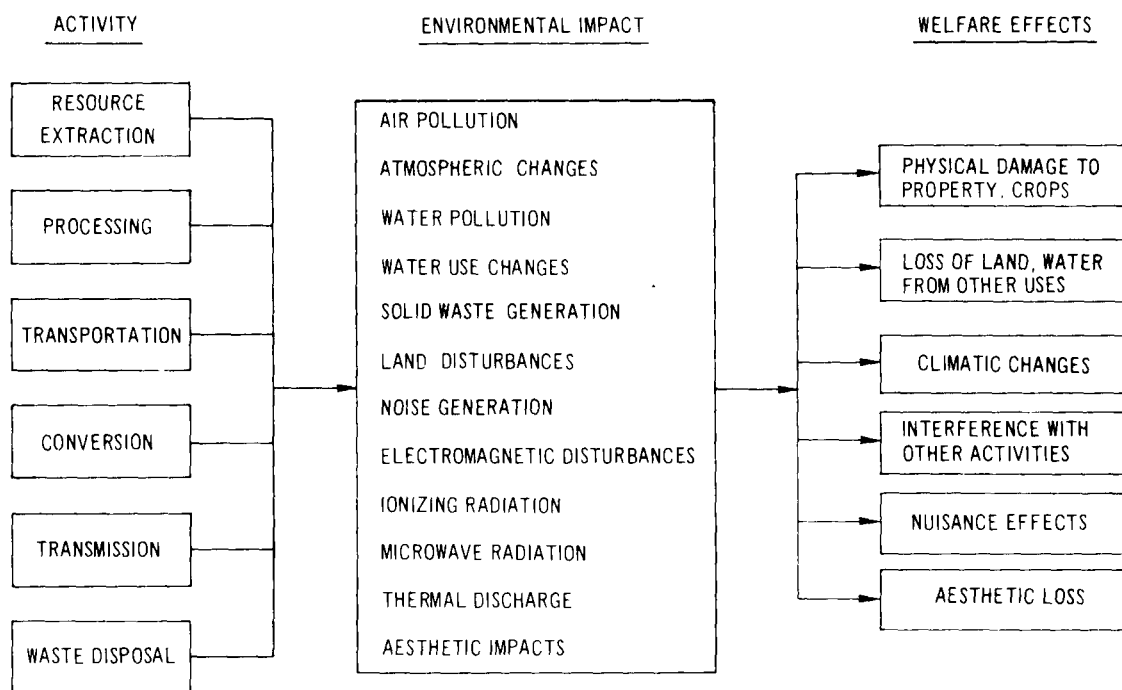 ACTIVITY
RESOURCE
EXTRACTION
PROCESSING
TRANSPORTATION
CONVERSION
TRANSMISSION
WASTE DISPOSAL
ENVIRONMENTAL IMPACT
AIR POLLUTION
ATMOSPHERIC CHANGES
WATER POLLUTION
WATER USE CHANGES
SOLID WASTE GENERATION
LAND DISTURBANCES
NOISE GENERATION
ELECTROMAGNETIC DISTURBANCES
IONIZING RADIATION
MICROWAVE RADIATION
THERMAL DISCHARGE
AESTHETIC IMPACTS
WELFARE EFFECTS
PHYSICAL DAMAGE TO
PROPERTY. CROPS
LOSS OF LAND, WATER
FROM OTHER USES
CLIMATIC CHANGES
INTERFERENCE WITH
OTHER ACTIVITIES
NUISANCE EFFECTS
AESTHETIC LOSS